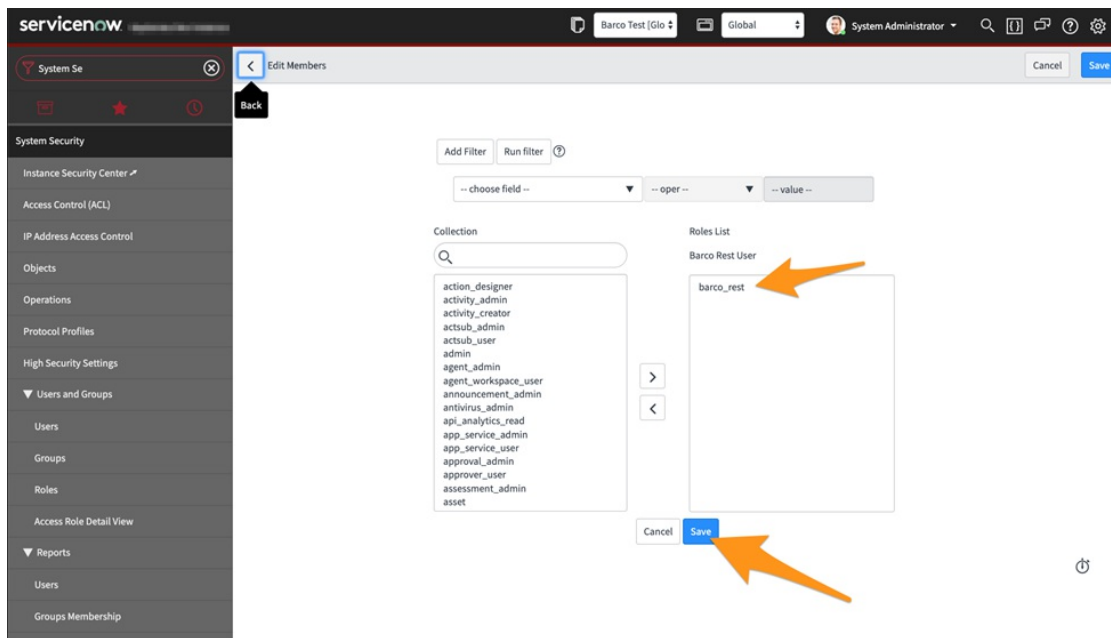 servicenow.
Barco Test [Glo
Global
System Administrator
System Se
Edit Members
Cancel
Save
Back
System Security
Instance Security Center
Access Control (ACL)
IP Address Access Control
Objects
Operations
Protocol Profiles
High Security Settings
Users and Groups
Users
Groups
Roles
Access Role Detail View
Reports
Users
Groups Membership
Add Filter
Run filter
-- choose field --
-- oper --
-- value --
Collection
action_designer
activity_admin
activity_creator
actsub_admin
actsub_user
admin
agent_admin
agent_workspace_user
announcement_admin
antivirus_admin
api_analytics_read
app_service_admin
app_service_user
approval_admin
approver_user
assessment_admin
asset
Roles List
Barco Rest User
barco_rest
Cancel
Save